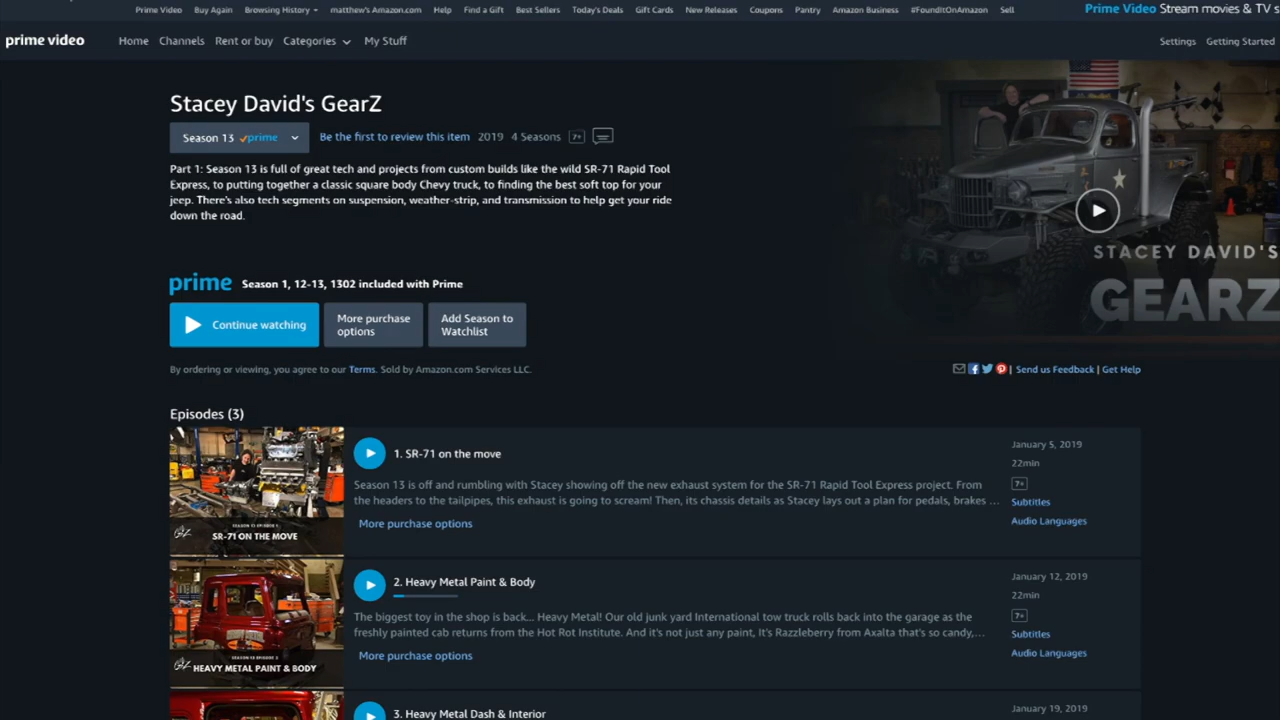 Prime Video Buy Again Browsing History matthew's Amazon.com Help Find a Gift Best Sellers Today's Deals Gift Cards New Releases Coupons Pantry Amazon Business #FoundItOnAmazon Sell Prime Video Stream movies & TV s
prime video Home Channels Rent or buy Categories My Stuff Settings Getting Started
Stacey David's GearZ
Season 13 prime Be the first to review this item 2019 4 Seasons 7+
Part 1: Season 13 is full of great tech and projects from custom builds like the wild SR-71 Rapid Tool
Express, to putting together a classic square body Chevy truck, to finding the best soft top for your
jeep. There's also tech segments on suspension, weather-strip, and transmission to help get your ride
down the road.
STACEY DAVID'S
GEARZ
prime Season 1, 12-13, 1302 included with Prime
Continue watching
More purchase
options
Add Season to
Watchlist
By ordering or viewing, you agree to our Terms. Sold by Amazon.com Services LLC.
| Send us Feedback | Get Help
Episodes (3)
SEASON 13 EPISODE 1
GZ SR-71 ON THE MOVE
1. SR-71 on the move
Season 13 is off and rumbling with Stacey showing off the new exhaust system for the SR-71 Rapid Tool Express project. From
the headers to the tailpipes, this exhaust is going to scream! Then, its chassis details as Stacey lays out a plan for pedals, brakes ...
More purchase options
January 5, 2019
22min
7+
Subtitles
Audio Languages
SEASON 13 EPISODE 2
GZ HEAVY METAL PAINT & BODY
2. Heavy Metal Paint & Body
The biggest toy in the shop is back... Heavy Metal! Our old junk yard International tow truck rolls back into the garage as the
freshly painted cab returns from the Hot Rot Institute. And it's not just any paint, It's Razzleberry from Axalta that's so candy,...
More purchase options
January 12, 2019
22min
7+
Subtitles
Audio Languages
3. Heavy Metal Dash & Interior
January 19, 2019